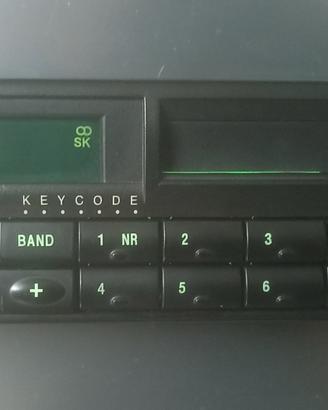 SK
KEYCODE
BAND 1 NR 2 3
+ 4 5 6